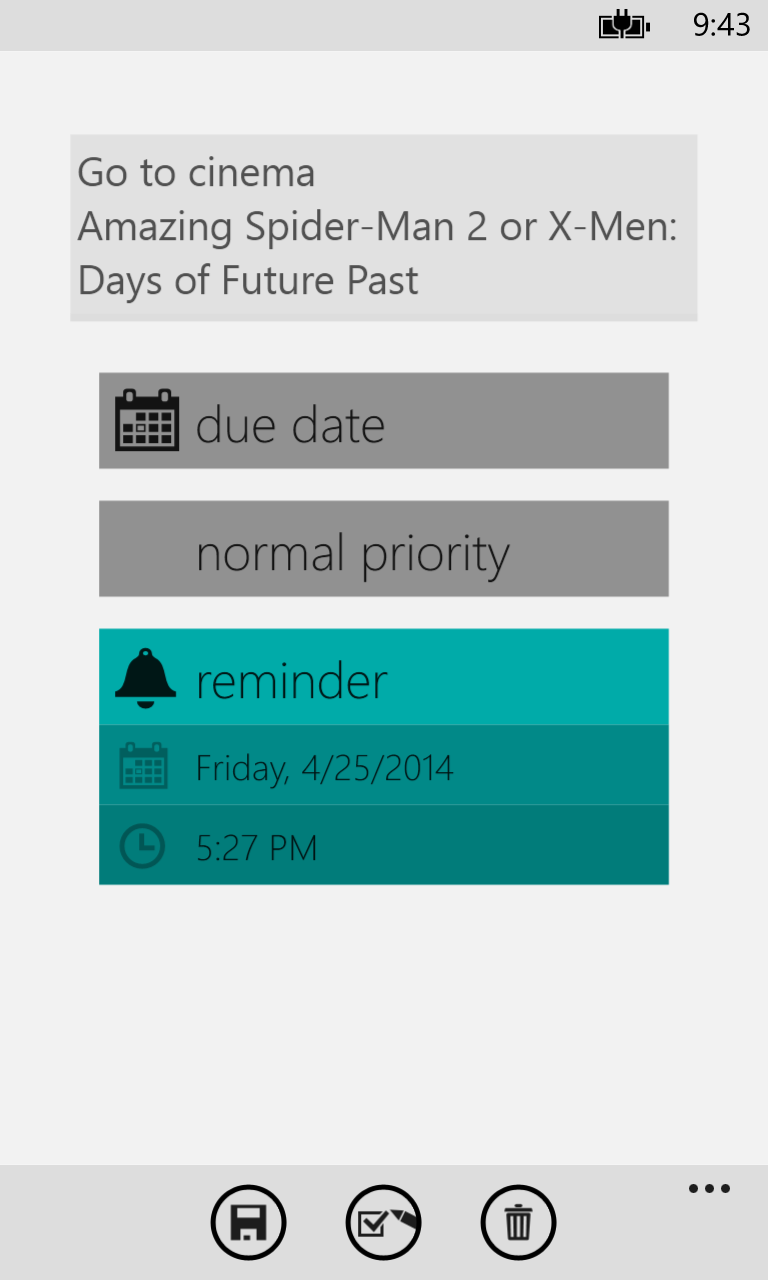 9:43
Go to cinema
Amazing Spider-Man 2 or X-Men:
Days of Future Past
due date
normal priority
reminder
Friday, 4/25/2014
5:27 PM